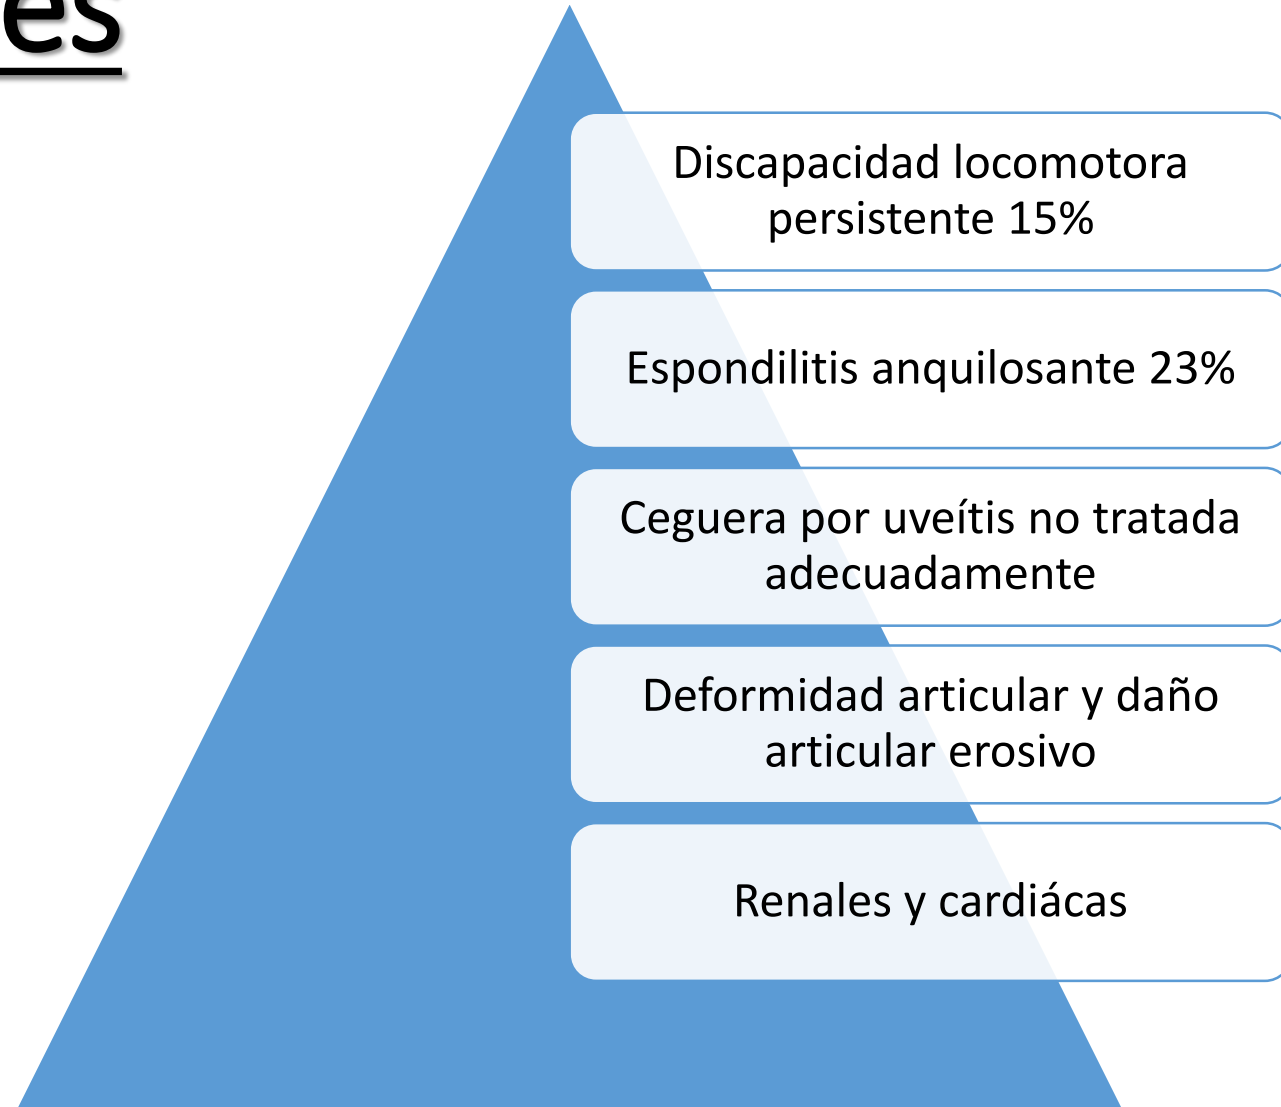 es
Discapacidad locomotora
persistente 15%
Espondilitis anquilosante 23%
Ceguera por uveítis no tratada
adecuadamente
Deformidad articular y daño
articular erosivo
Renales y cardiácas